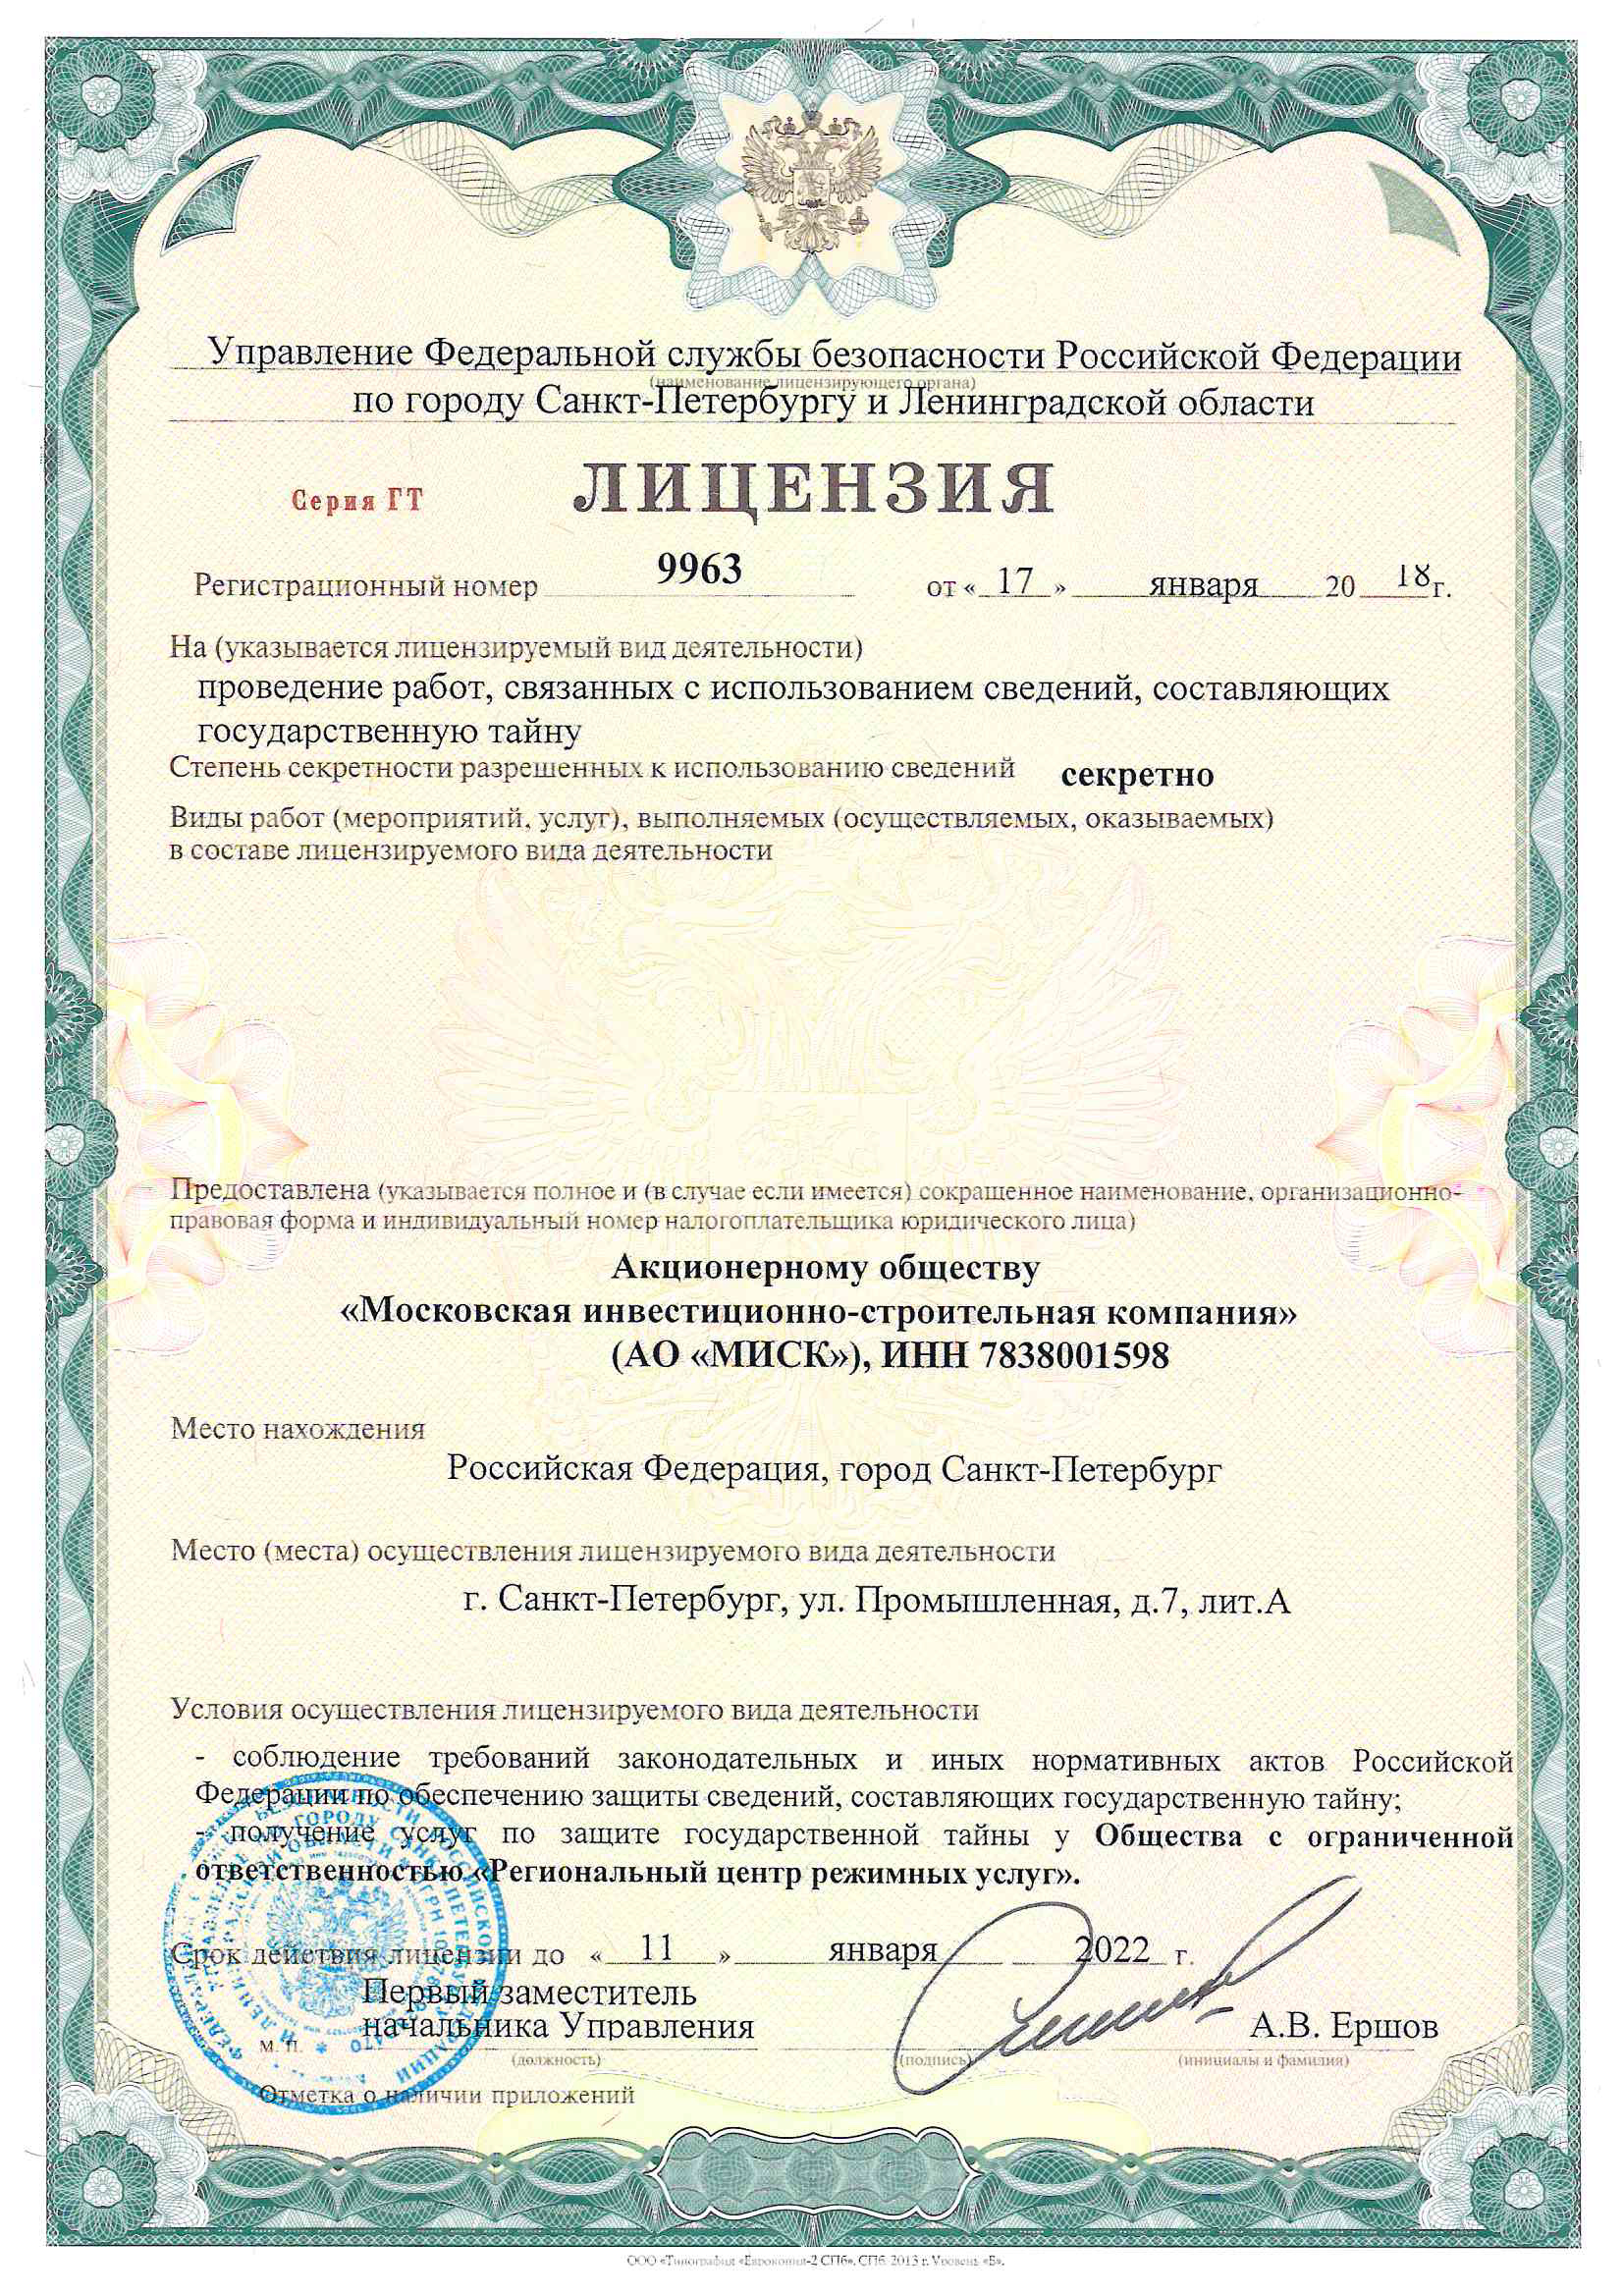 Управление Федеральной службы безопасности Российской Федерации
(наименование лицензирующего органа)
по городу Санкт-Петербургу и Ленинградской области
Серия ГТ
ЛИЦЕНЗИЯ
Регистрационный номер 9963 от « 17 » января 20 18 г.
На (указывается лицензируемый вид деятельности)
проведение работ, связанных с использованием сведений, составляющих
государственную тайну
Степень секретности разрешенных к использованию сведений секретно
Виды работ (мероприятий, услуг), выполняемых (осуществляемых, оказываемых)
в составе лицензируемого вида деятельности
Предоставлена (указывается полное и (в случае если имеется) сокращенное наименование, организационно-
правовая форма и индивидуальный номер налогоплательщика юридического лица)
Акционерному обществу
«Московская инвестиционно-строительная компания»
(АО «МИСК»), ИНН 7838001598
Место нахождения
Российская Федерация, город Санкт-Петербург
Место (места) осуществления лицензируемого вида деятельности
г. Санкт-Петербург, ул. Промышленная, д.7, лит.А
Условия осуществления лицензируемого вида деятельности
- соблюдение требований законодательных и иных нормативных актов Российской
Федерации по обеспечению защиты сведений, составляющих государственную тайну;
- получение услуг по защите государственной тайны у Общества с ограниченной
ответственностью «Региональный центр режимных услуг».
Срок действия лицензии до « 11 » января 2022 г.
Первый заместитель
начальника Управления А.В. Ершов
м. п. (должность) (подпись) (инициалы и фамилия)
Отметка о наличии приложений
ООО «Типография «Еврокопия-2 СПб», СПб, 2013 г. Уровень «Б».